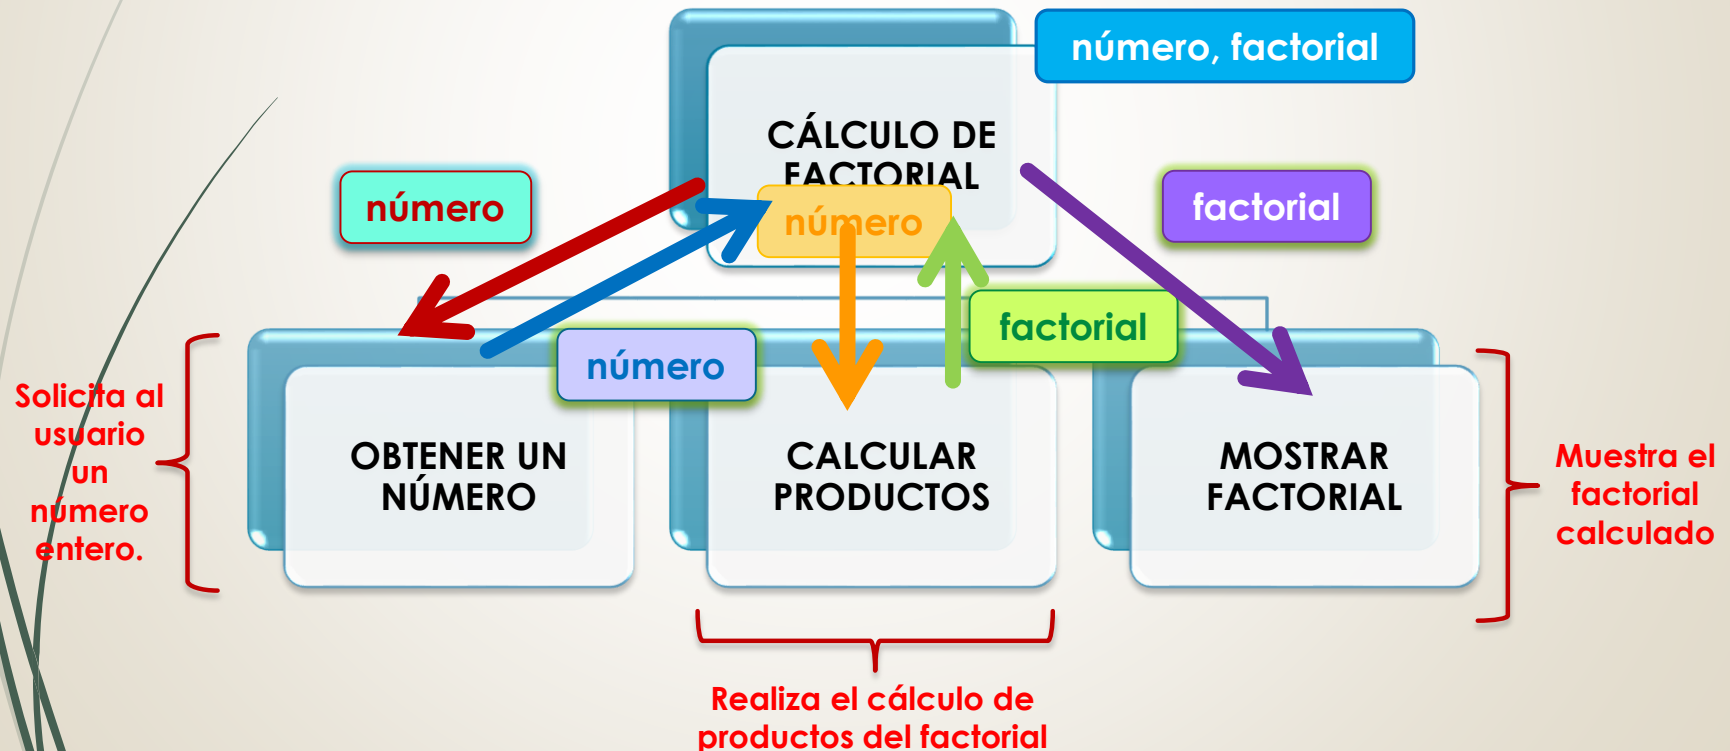 número, factorial
CÁLCULO DE
FACTORIAL
número
número
factorial
factorial
número
Solicita al
usuario
un
número
entero.
OBTENER UN
NÚMERO
CALCULAR
PRODUCTOS
MOSTRAR
FACTORIAL
Muestra el
factorial
calculado
Realiza el cálculo de
productos del factorial